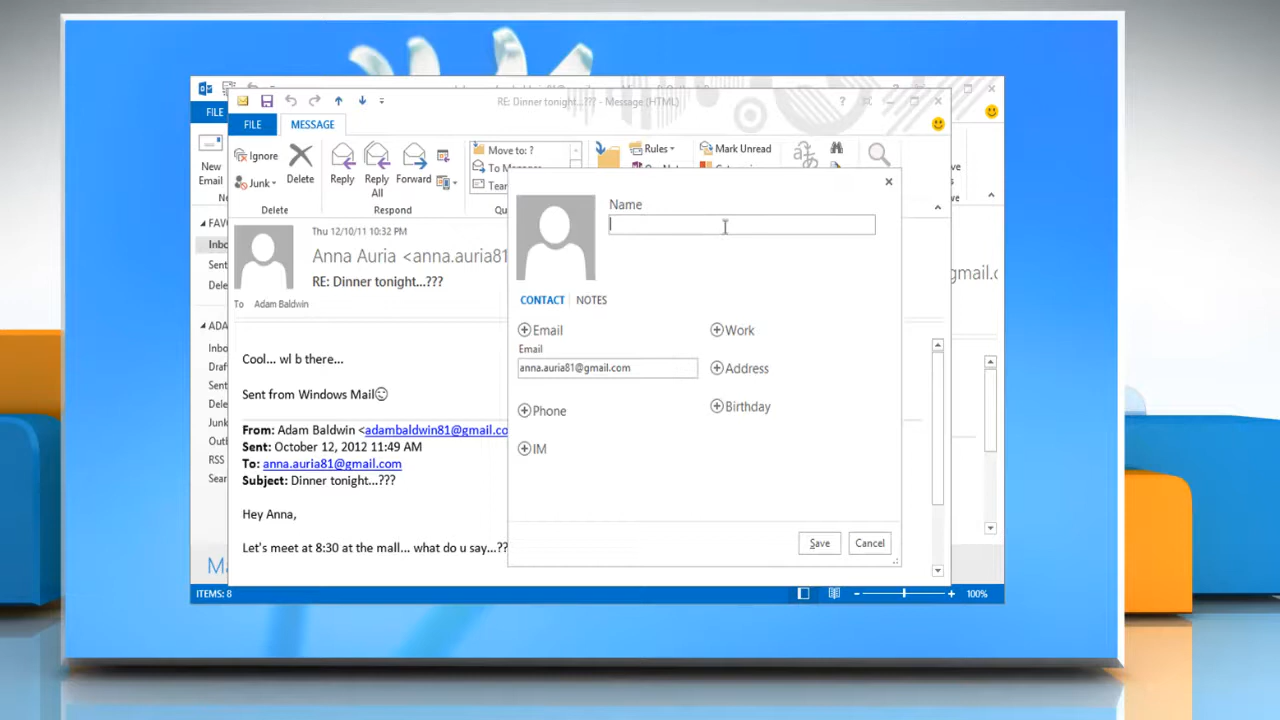 RE: Dinner tonight...??? - Message (HTML)
FILE
FILE
MESSAGE
New
Email
Ignore
Junk
Delete
Reply
Reply
All
Forward
Move to: ?
Rules
Mark Unread
Delete
Respond
Thu 12/10/11 10:32 PM
Anna Auria <anna.auria81
RE: Dinner tonight...???
To Adam Baldwin
gmail.c
Cool... wl b there...
Sent from Windows Mail
From: Adam Baldwin <adambaldwin81@gmail.co
Sent: October 12, 2012 11:49 AM
To: anna.auria81@gmail.com
Subject: Dinner tonight...???
Hey Anna,
Let's meet at 8:30 at the mall... what do u say...??
Name
CONTACT
NOTES
Email
Work
Email
anna.auria81@gmail.com
Address
Phone
Birthday
IM
Save
Cancel
ITEMS: 8
100%